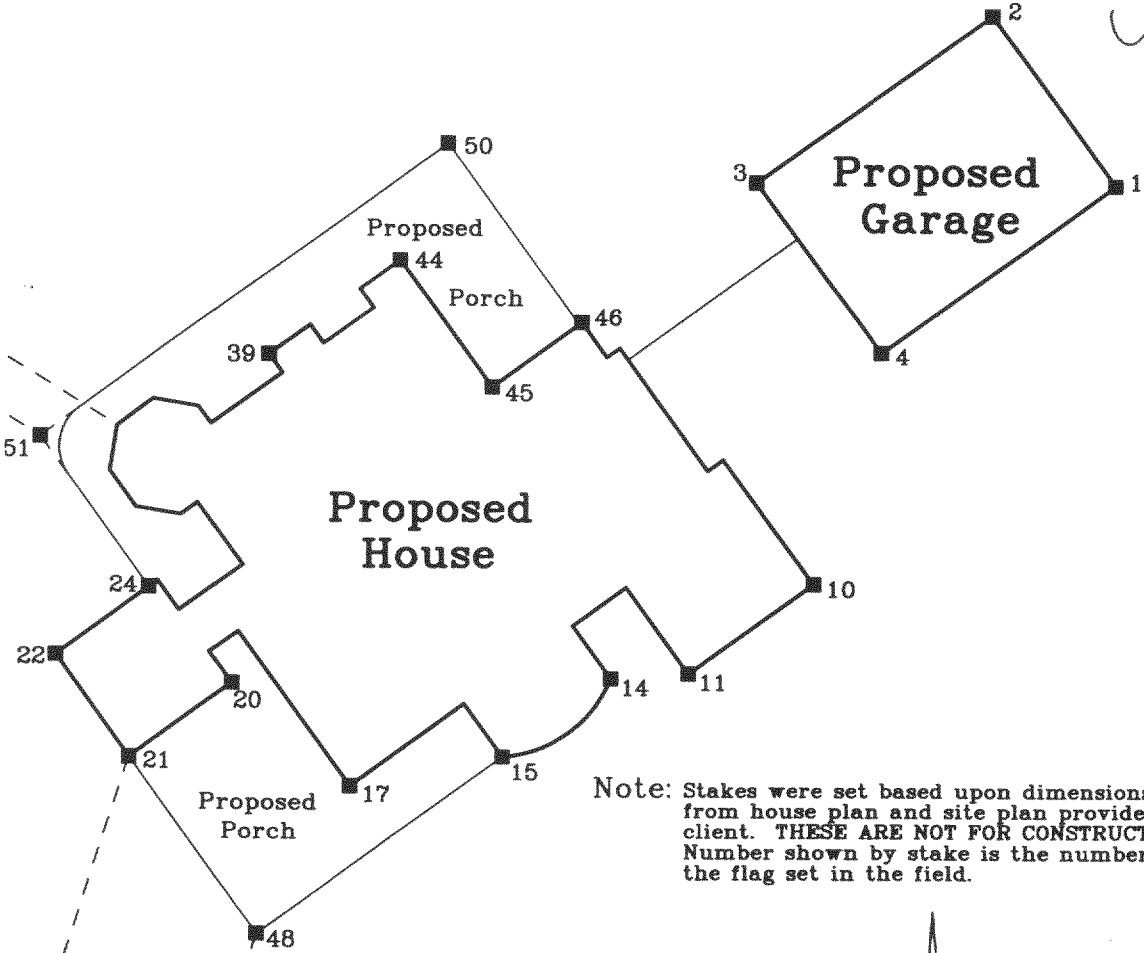 2
50
3
Proposed
Garage
1
Proposed
44
Porch
46
39
4
45
51
Proposed
House
24
10
22
20
14
11
21
15
17
Proposed
Porch
Note: Stakes were set based upon dimensions
from house plan and site plan provide
client. THESE ARE NOT FOR CONSTRUCT
Number shown by stake is the number
the flag set in the field.
48